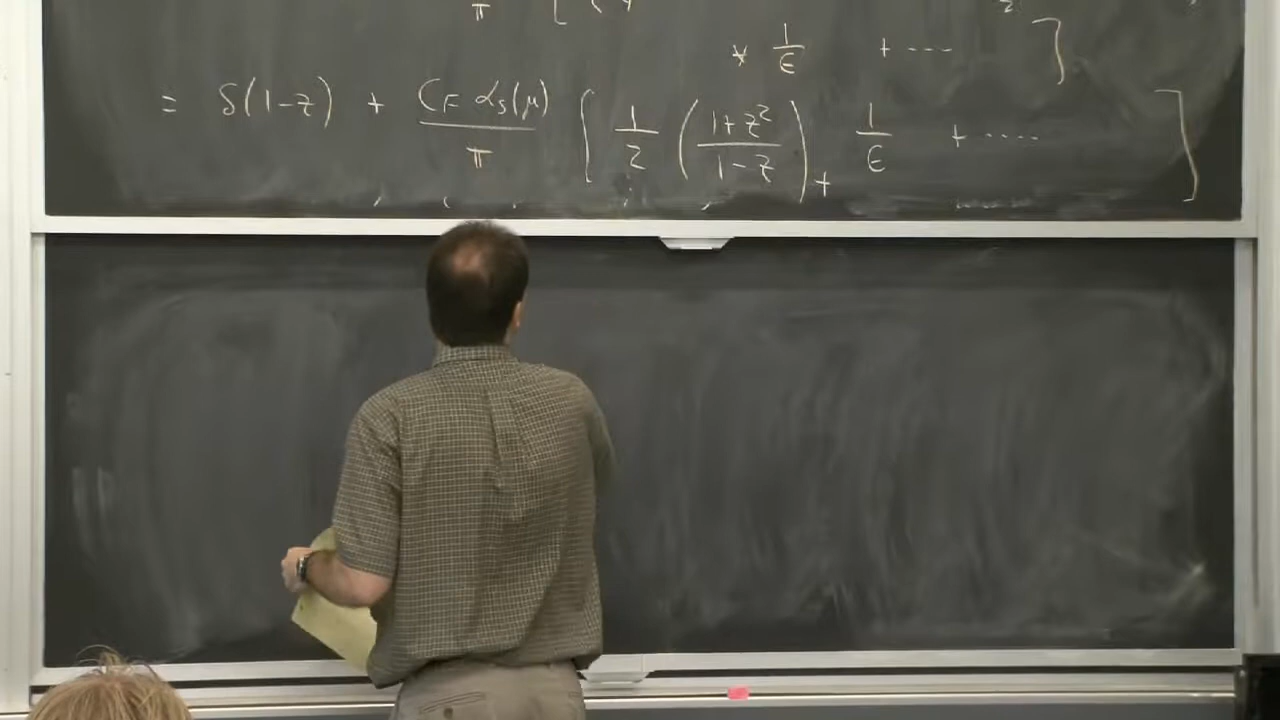 π [
* 1/ϵ + ---- ]
= δ(1-z) + C_F α_s(μ)/π [ 1/2 ( (1+z²)/(1-z) )_+ 1/ϵ + ..... ]